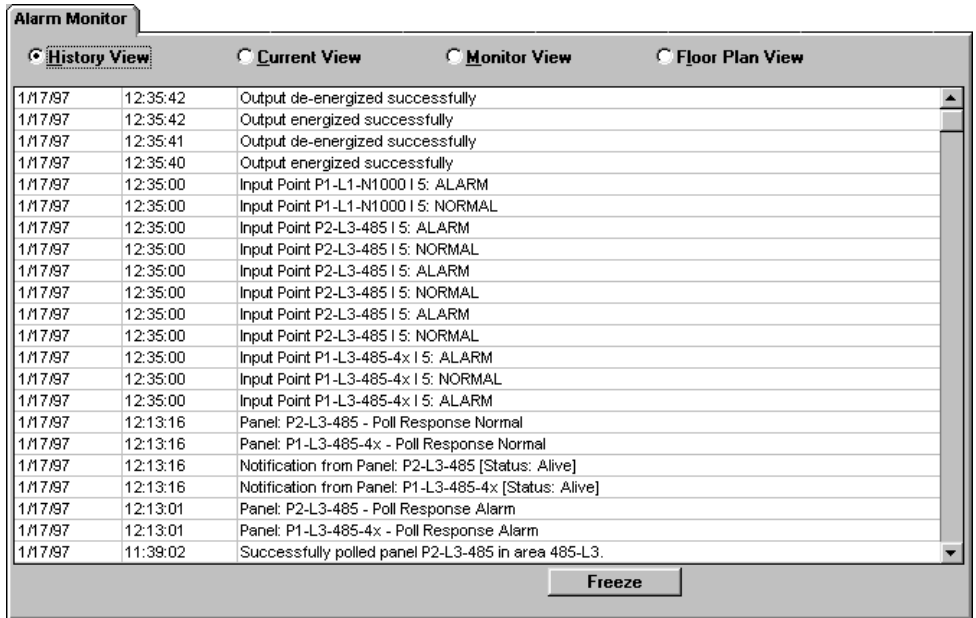 Alarm Monitor
History View Current View Monitor View Floor Plan View
1/17/97 12:35:42 Output de-energized successfully
1/17/97 12:35:42 Output energized successfully
1/17/97 12:35:41 Output de-energized successfully
1/17/97 12:35:40 Output energized successfully
1/17/97 12:35:00 Input Point P1-L1-N1000 I 5: ALARM
1/17/97 12:35:00 Input Point P1-L1-N1000 I 5: NORMAL
1/17/97 12:35:00 Input Point P2-L3-485 I 5: ALARM
1/17/97 12:35:00 Input Point P2-L3-485 I 5: NORMAL
1/17/97 12:35:00 Input Point P2-L3-485 I 5: ALARM
1/17/97 12:35:00 Input Point P2-L3-485 I 5: NORMAL
1/17/97 12:35:00 Input Point P2-L3-485 I 5: ALARM
1/17/97 12:35:00 Input Point P2-L3-485 I 5: NORMAL
1/17/97 12:35:00 Input Point P1-L3-485-4x I 5: ALARM
1/17/97 12:35:00 Input Point P1-L3-485-4x I 5: NORMAL
1/17/97 12:35:00 Input Point P1-L3-485-4x I 5: ALARM
1/17/97 12:13:16 Panel: P2-L3-485 - Poll Response Normal
1/17/97 12:13:16 Panel: P1-L3-485-4x - Poll Response Normal
1/17/97 12:13:16 Notification from Panel: P2-L3-485 [Status: Alive]
1/17/97 12:13:16 Notification from Panel: P1-L3-485-4x [Status: Alive]
1/17/97 12:13:01 Panel: P2-L3-485 - Poll Response Alarm
1/17/97 12:13:01 Panel: P1-L3-485-4x - Poll Response Alarm
1/17/97 11:39:02 Successfully polled panel P2-L3-485 in area 485-L3.
Freeze